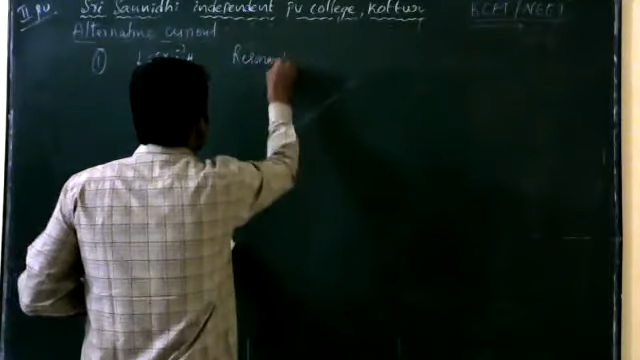 II PU. Sri Sannidhi independent PU college, Kottur KCET/NEET
Alternating current
①